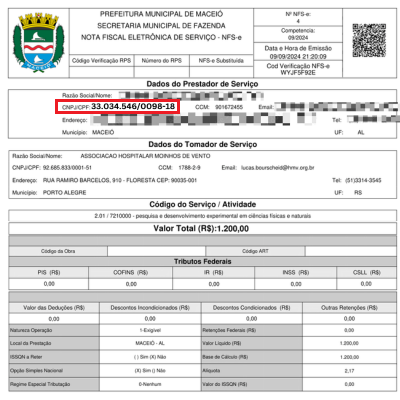 PREFEITURA MUNICIPAL DE MACEIÓ
SECRETARIA MUNICIPAL DE FAZENDA
NOTA FISCAL ELETRÔNICA DE SERVIÇO - NFS-e
Nº NFS-e:
4
Competência:
09/2024
Data e Hora de Emissão
09/09/2024 21:20:09
Cod Verificação NFS-e
WYJF5F92E
Código Verificação RPS Número do RPS NFS-e Substituída
Dados do Prestador de Serviço
Razão Social/Nome:
CNPJ/CPF: 33.034.546/0098-18 CCM: 901672455 Email:
Endereço: Tel:
Município: MACEIÓ UF: AL
Dados do Tomador de Serviço
Razão Social/Nome: ASSOCIACAO HOSPITALAR MOINHOS DE VENTO
CNPJ/CPF: 92.685.833/0001-51 CCM: 1788-2-9 Email: lucas.bourscheid@hmv.org.br
Endereço: RUA RAMIRO BARCELOS, 910 - FLORESTA CEP: 90035-001 Tel: (51)3314-3545
Município: PORTO ALEGRE UF: RS
Código do Serviço / Atividade
2.01 / 7210000 - pesquisa e desenvolvimento experimental em ciências físicas e naturais
Valor Total (R$):1.200,00
Código da Obra Código ART
Tributos Federais
PIS (R$) COFINS (R$) IR (R$) INSS (R$) CSLL (R$)
0,00 0,00 0,00 0,00 0,00
Valor das Deduções (R$) Descontos Incondicionados (R$) Descontos Condicionados (R$) Outras Retenções (R$)
0,00 0,00 0,00 0,00
Natureza Operação 1-Exigível Retenções Federais (R$) 0,00
Local da Prestação MACEIO - AL Valor Líquido (R$) 1.200,00
ISSQN a Reter ( ) Sim (X) Não Base de Cálculo (R$) 1.200,00
Opção Simples Nacional (X) Sim ( ) Não Alíquota 2,17
Regime Especial Tributação 0-Nenhum Valor do ISSQN (R$) 0,00